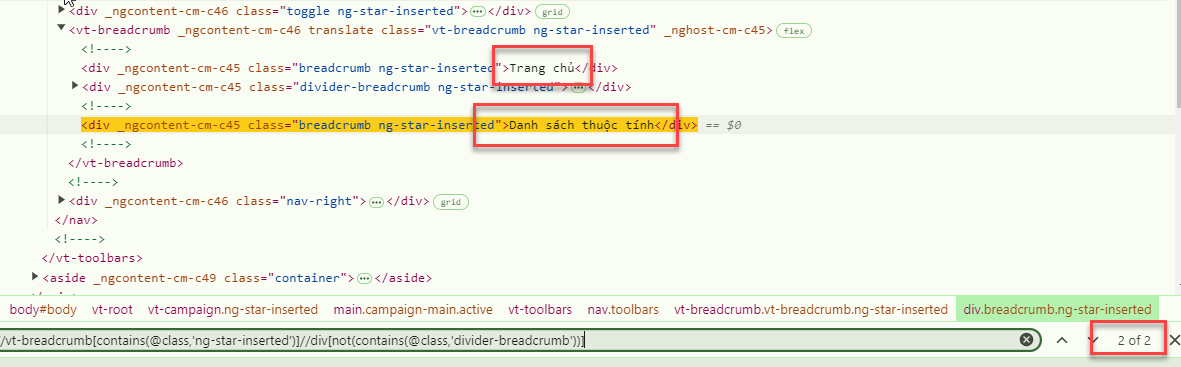 <div _ngcontent-cm-c46 class="toggle ng-star-inserted">…</div> grid
<vt-breadcrumb _ngcontent-cm-c46 translate class="vt-breadcrumb ng-star-inserted" _nghost-cm-c45> flex
<!---->
<div _ngcontent-cm-c45 class="breadcrumb ng-star-inserted">Trang chủ</div>
<div _ngcontent-cm-c45 class="divider-breadcrumb ng-star-inserted">…</div>
<!---->
<div _ngcontent-cm-c45 class="breadcrumb ng-star-inserted">Danh sách thuộc tính</div> == $0
<!---->
</vt-breadcrumb>
<!---->
<div _ngcontent-cm-c46 class="nav-right">…</div> grid
</nav>
<!---->
</vt-toolbars>
<aside _ngcontent-cm-c49 class="container">…</aside>
body#body vt-root vt-campaign.ng-star-inserted main.campaign-main.active vt-toolbars nav.toolbars vt-breadcrumb.vt-breadcrumb.ng-star-inserted div.breadcrumb.ng-star-inserted
/vt-breadcrumb[contains(@class,'ng-star-inserted')]//div[not(contains(@class,'divider-breadcrumb'))] 2 of 2